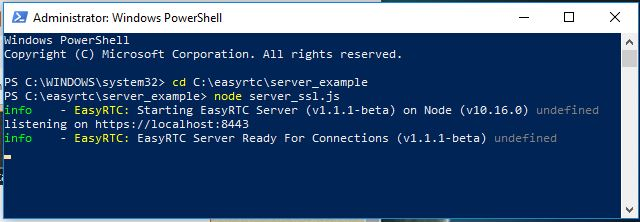 Administrator: Windows PowerShell
Windows PowerShell
Copyright (C) Microsoft Corporation. All rights reserved.
PS C:\WINDOWS\system32> cd C:\easyrtc\server_example
PS C:\easyrtc\server_example> node server_ssl.js
info    - EasyRTC: Starting EasyRTC Server (v1.1.1-beta) on Node (v10.16.0) undefined
listening on https://localhost:8443
info    - EasyRTC: EasyRTC Server Ready For Connections (v1.1.1-beta) undefined